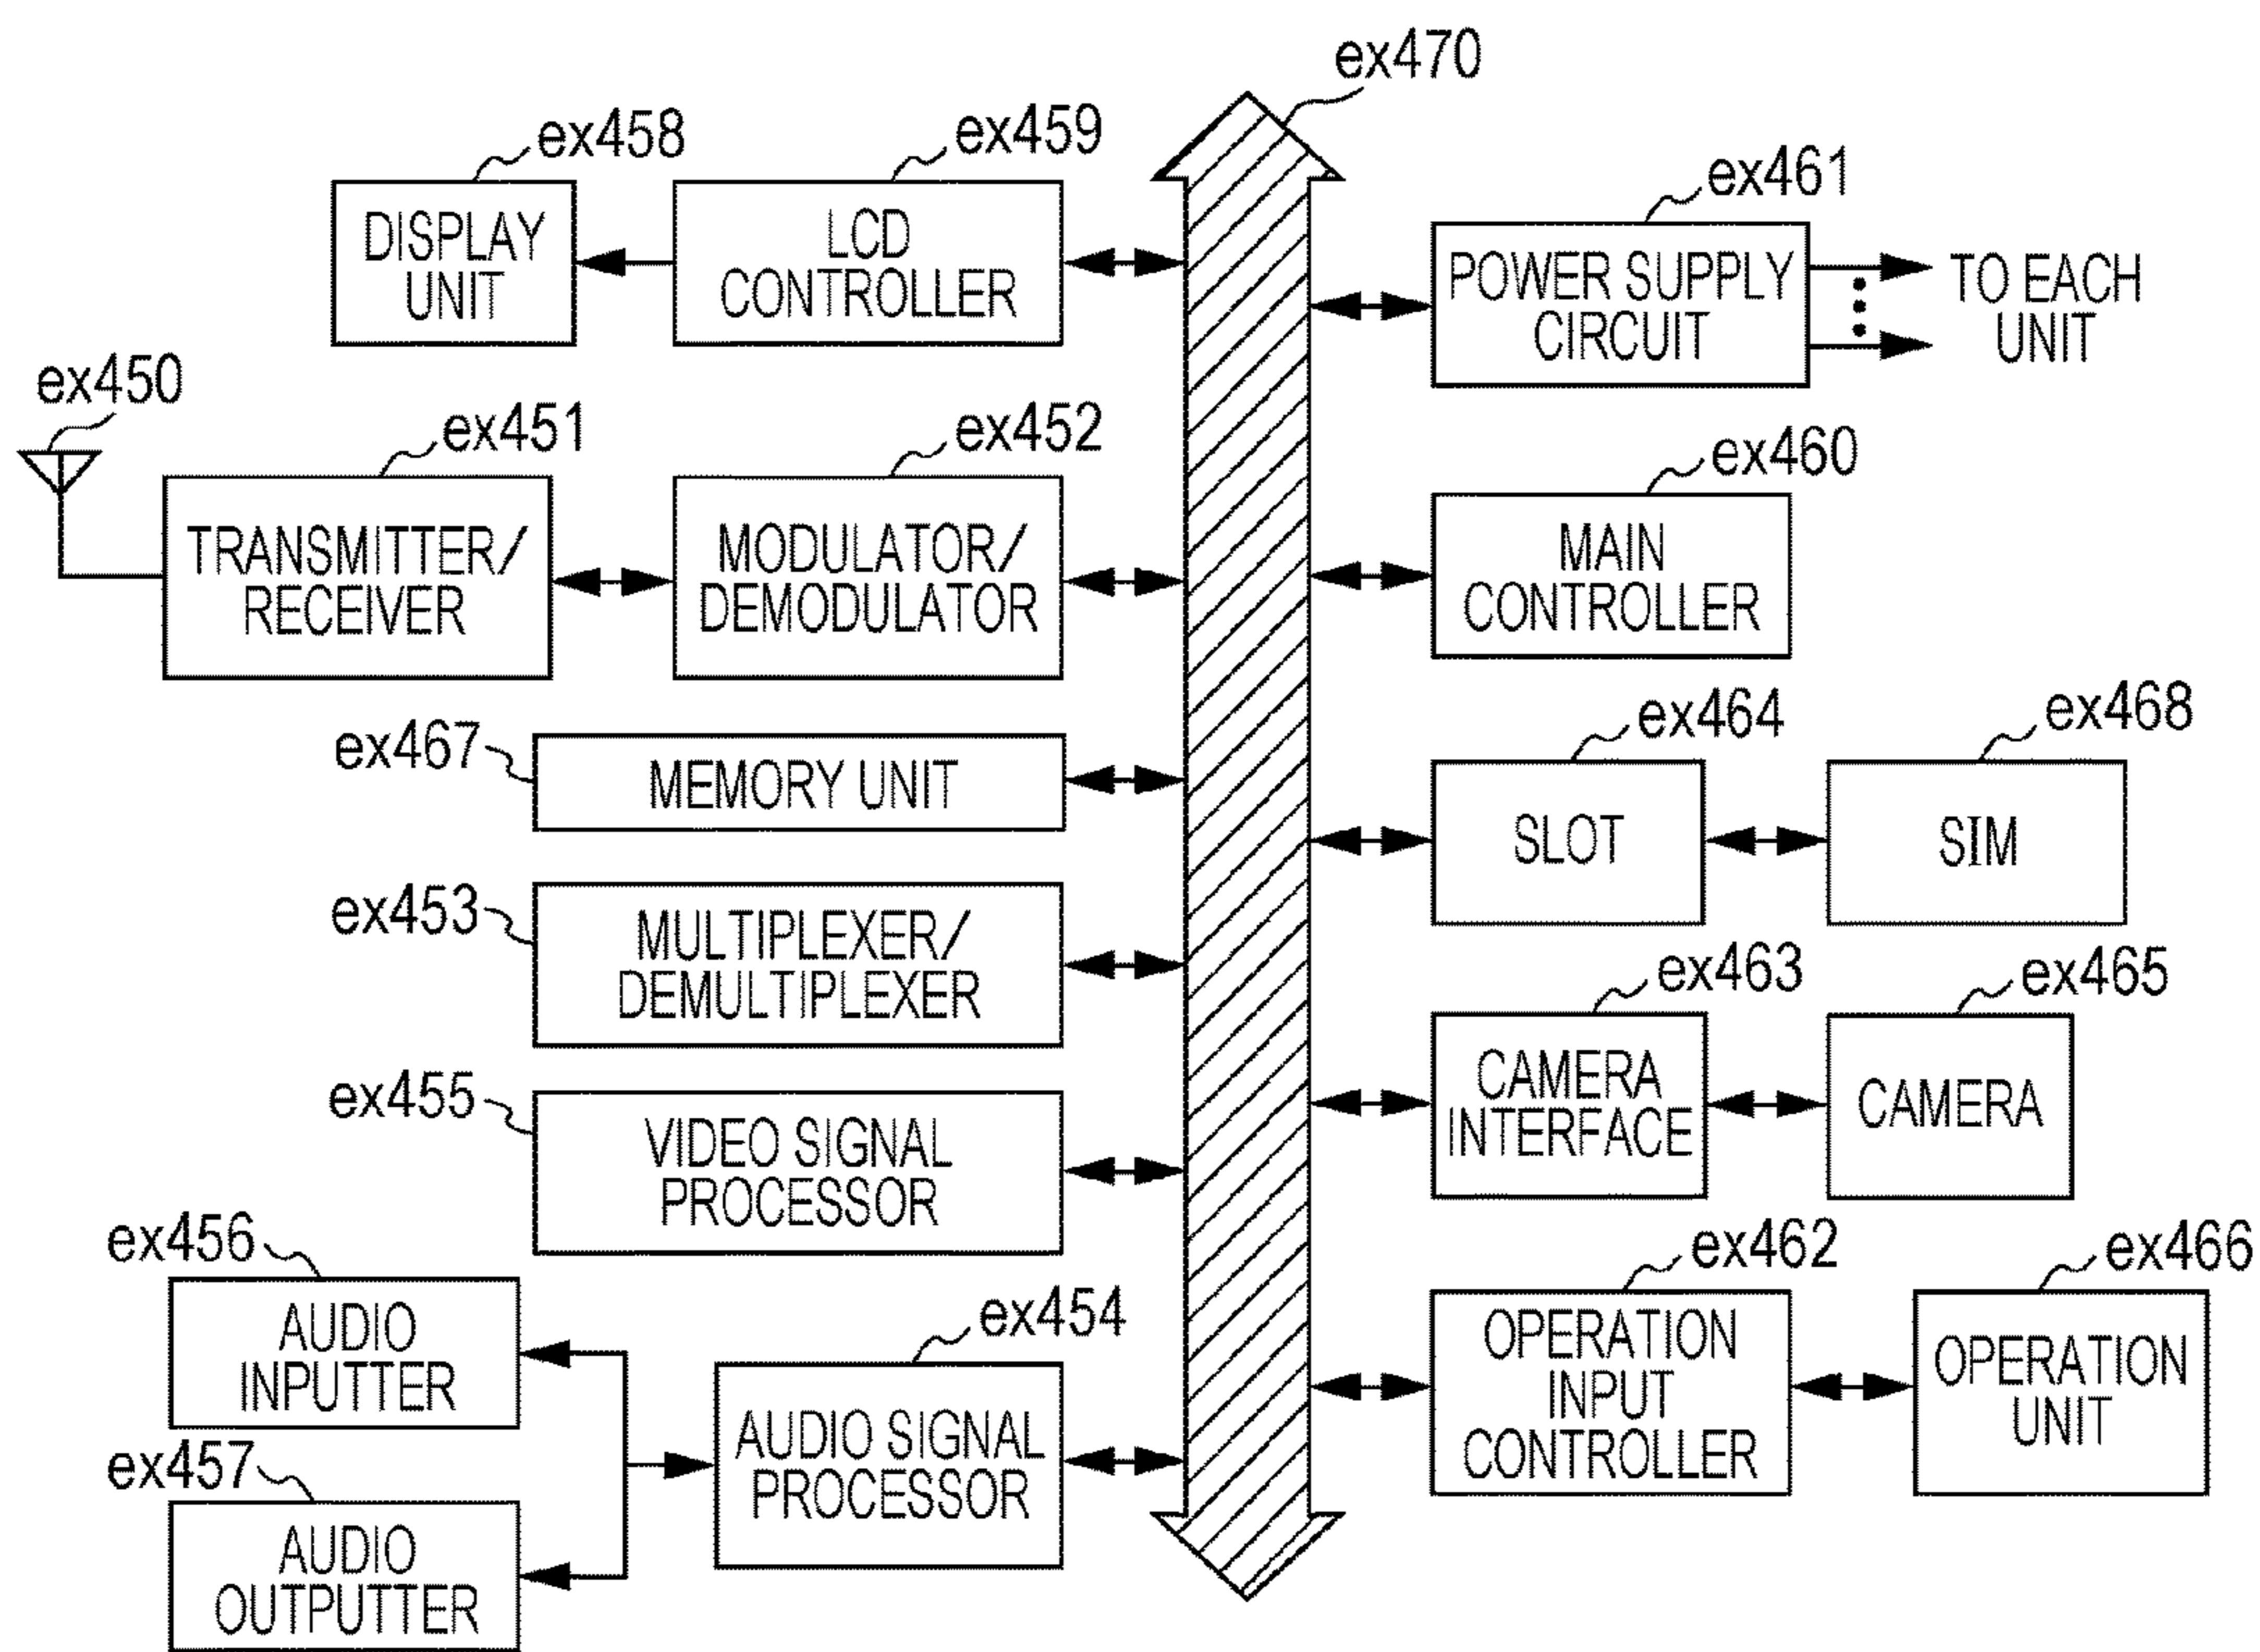 ex470
ex458
ex459
ex461
DISPLAY
UNIT
LCD
CONTROLLER
POWER SUPPLY
CIRCUIT
TO EACH
UNIT
ex450
ex451
ex452
ex460
TRANSMITTER/
RECEIVER
MODULATOR/
DEMODULATOR
MAIN
CONTROLLER
ex467
MEMORY UNIT
ex464
ex468
SLOT
SIM
ex453
MULTIPLEXER/
DEMULTIPLEXER
ex463
ex465
CAMERA
INTERFACE
CAMERA
ex455
VIDEO SIGNAL
PROCESSOR
ex456
AUDIO
INPUTTER
ex454
AUDIO SIGNAL
PROCESSOR
ex462
ex466
OPERATION
INPUT
CONTROLLER
OPERATION
UNIT
ex457
AUDIO
OUTPUTTER